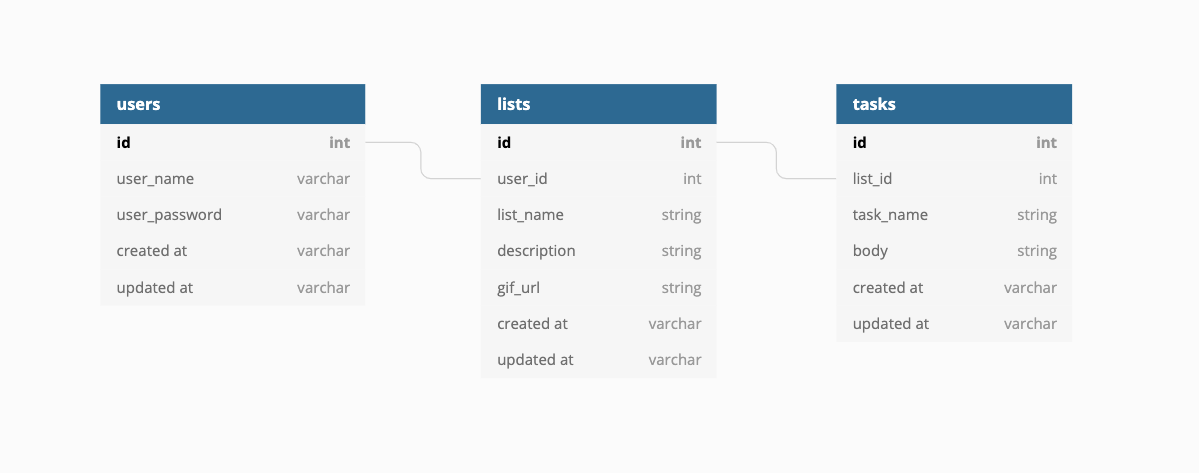 users
id int
user_name varchar
user_password varchar
created at varchar
updated at varchar
lists
id int
user_id int
list_name string
description string
gif_url string
created at varchar
updated at varchar
tasks
id int
list_id int
task_name string
body string
created at varchar
updated at varchar